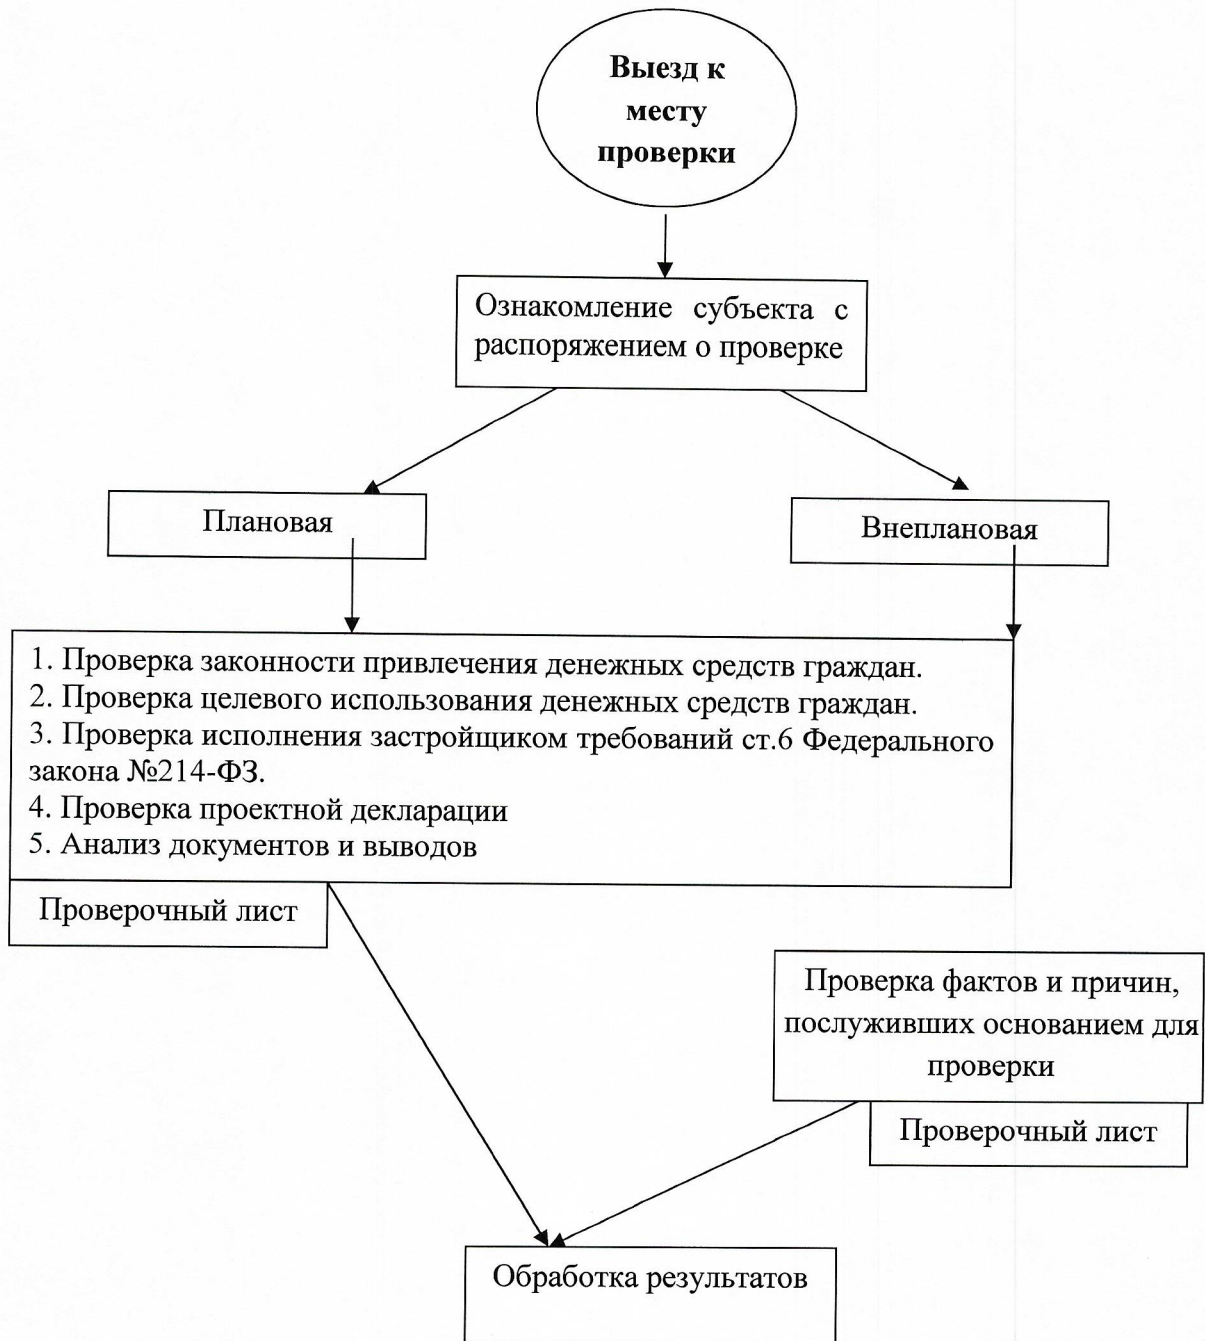 Выезд к
месту
проверки
Ознакомление субъекта с
распоряжением о проверке
Плановая
Внеплановая
1. Проверка законности привлечения денежных средств граждан.
2. Проверка целевого использования денежных средств граждан.
3. Проверка исполнения застройщиком требований ст.6 Федерального
закона №214-ФЗ.
4. Проверка проектной декларации
5. Анализ документов и выводов
Проверочный лист
Проверка фактов и причин,
послуживших основанием для
проверки
Проверочный лист
Обработка результатов